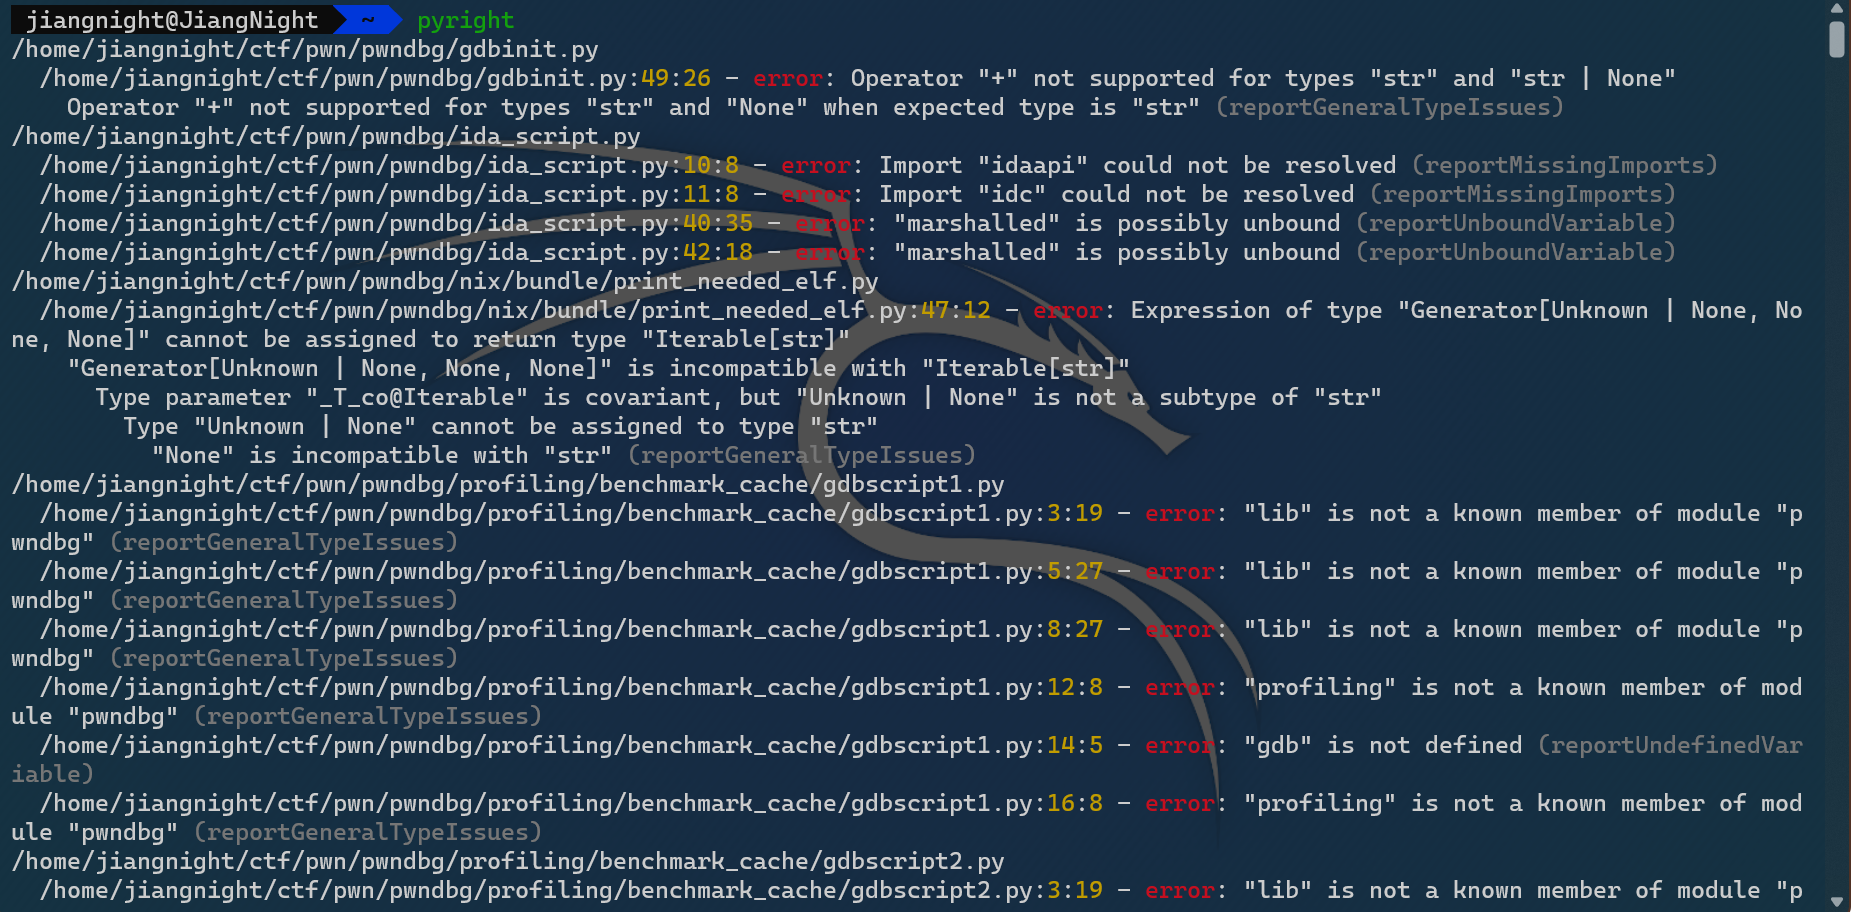 jiangnight@JiangNight ~ pyright
/home/jiangnight/ctf/pwn/pwndbg/gdbinit.py
  /home/jiangnight/ctf/pwn/pwndbg/gdbinit.py:49:26 - error: Operator "+" not supported for types "str" and "str | None"
    Operator "+" not supported for types "str" and "None" when expected type is "str" (reportGeneralTypeIssues)
/home/jiangnight/ctf/pwn/pwndbg/ida_script.py
  /home/jiangnight/ctf/pwn/pwndbg/ida_script.py:10:8 - error: Import "idaapi" could not be resolved (reportMissingImports)
  /home/jiangnight/ctf/pwn/pwndbg/ida_script.py:11:8 - error: Import "idc" could not be resolved (reportMissingImports)
  /home/jiangnight/ctf/pwn/pwndbg/ida_script.py:40:35 - error: "marshalled" is possibly unbound (reportUnboundVariable)
  /home/jiangnight/ctf/pwn/pwndbg/ida_script.py:42:18 - error: "marshalled" is possibly unbound (reportUnboundVariable)
/home/jiangnight/ctf/pwn/pwndbg/nix/bundle/print_needed_elf.py
  /home/jiangnight/ctf/pwn/pwndbg/nix/bundle/print_needed_elf.py:47:12 - error: Expression of type "Generator[Unknown | None, No
ne, None]" cannot be assigned to return type "Iterable[str]"
    "Generator[Unknown | None, None, None]" is incompatible with "Iterable[str]"
      Type parameter "_T_co@Iterable" is covariant, but "Unknown | None" is not a subtype of "str"
        Type "Unknown | None" cannot be assigned to type "str"
          "None" is incompatible with "str" (reportGeneralTypeIssues)
/home/jiangnight/ctf/pwn/pwndbg/profiling/benchmark_cache/gdbscript1.py
  /home/jiangnight/ctf/pwn/pwndbg/profiling/benchmark_cache/gdbscript1.py:3:19 - error: "lib" is not a known member of module "p
wndbg" (reportGeneralTypeIssues)
  /home/jiangnight/ctf/pwn/pwndbg/profiling/benchmark_cache/gdbscript1.py:5:27 - error: "lib" is not a known member of module "p
wndbg" (reportGeneralTypeIssues)
  /home/jiangnight/ctf/pwn/pwndbg/profiling/benchmark_cache/gdbscript1.py:8:27 - error: "lib" is not a known member of module "p
wndbg" (reportGeneralTypeIssues)
  /home/jiangnight/ctf/pwn/pwndbg/profiling/benchmark_cache/gdbscript1.py:12:8 - error: "profiling" is not a known member of mod
ule "pwndbg" (reportGeneralTypeIssues)
  /home/jiangnight/ctf/pwn/pwndbg/profiling/benchmark_cache/gdbscript1.py:14:5 - error: "gdb" is not defined (reportUndefinedVar
iable)
  /home/jiangnight/ctf/pwn/pwndbg/profiling/benchmark_cache/gdbscript1.py:16:8 - error: "profiling" is not a known member of mod
ule "pwndbg" (reportGeneralTypeIssues)
/home/jiangnight/ctf/pwn/pwndbg/profiling/benchmark_cache/gdbscript2.py
  /home/jiangnight/ctf/pwn/pwndbg/profiling/benchmark_cache/gdbscript2.py:3:19 - error: "lib" is not a known member of module "p